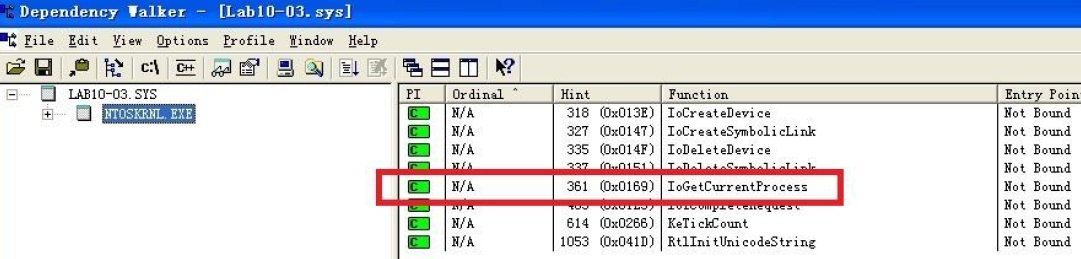 Dependency Walker - [Lab10-03.sys]
File Edit View Options Profile Window Help
C:\ C++
LAB10-03.SYS
NTOSKRNL.EXE
PI Ordinal ^ Hint Function Entry Poin
C N/A 318 (0x013E) IoCreateDevice Not Bound
C N/A 327 (0x0147) IoCreateSymbolicLink Not Bound
C N/A 335 (0x014F) IoDeleteDevice Not Bound
C N/A 337 (0x0151) IoDeleteSymbolicLink Not Bound
C N/A 361 (0x0169) IoGetCurrentProcess Not Bound
C N/A IofCompleteRequest Not Bound
C N/A 614 (0x0266) KeTickCount Not Bound
C N/A 1053 (0x041D) RtlInitUnicodeString Not Bound